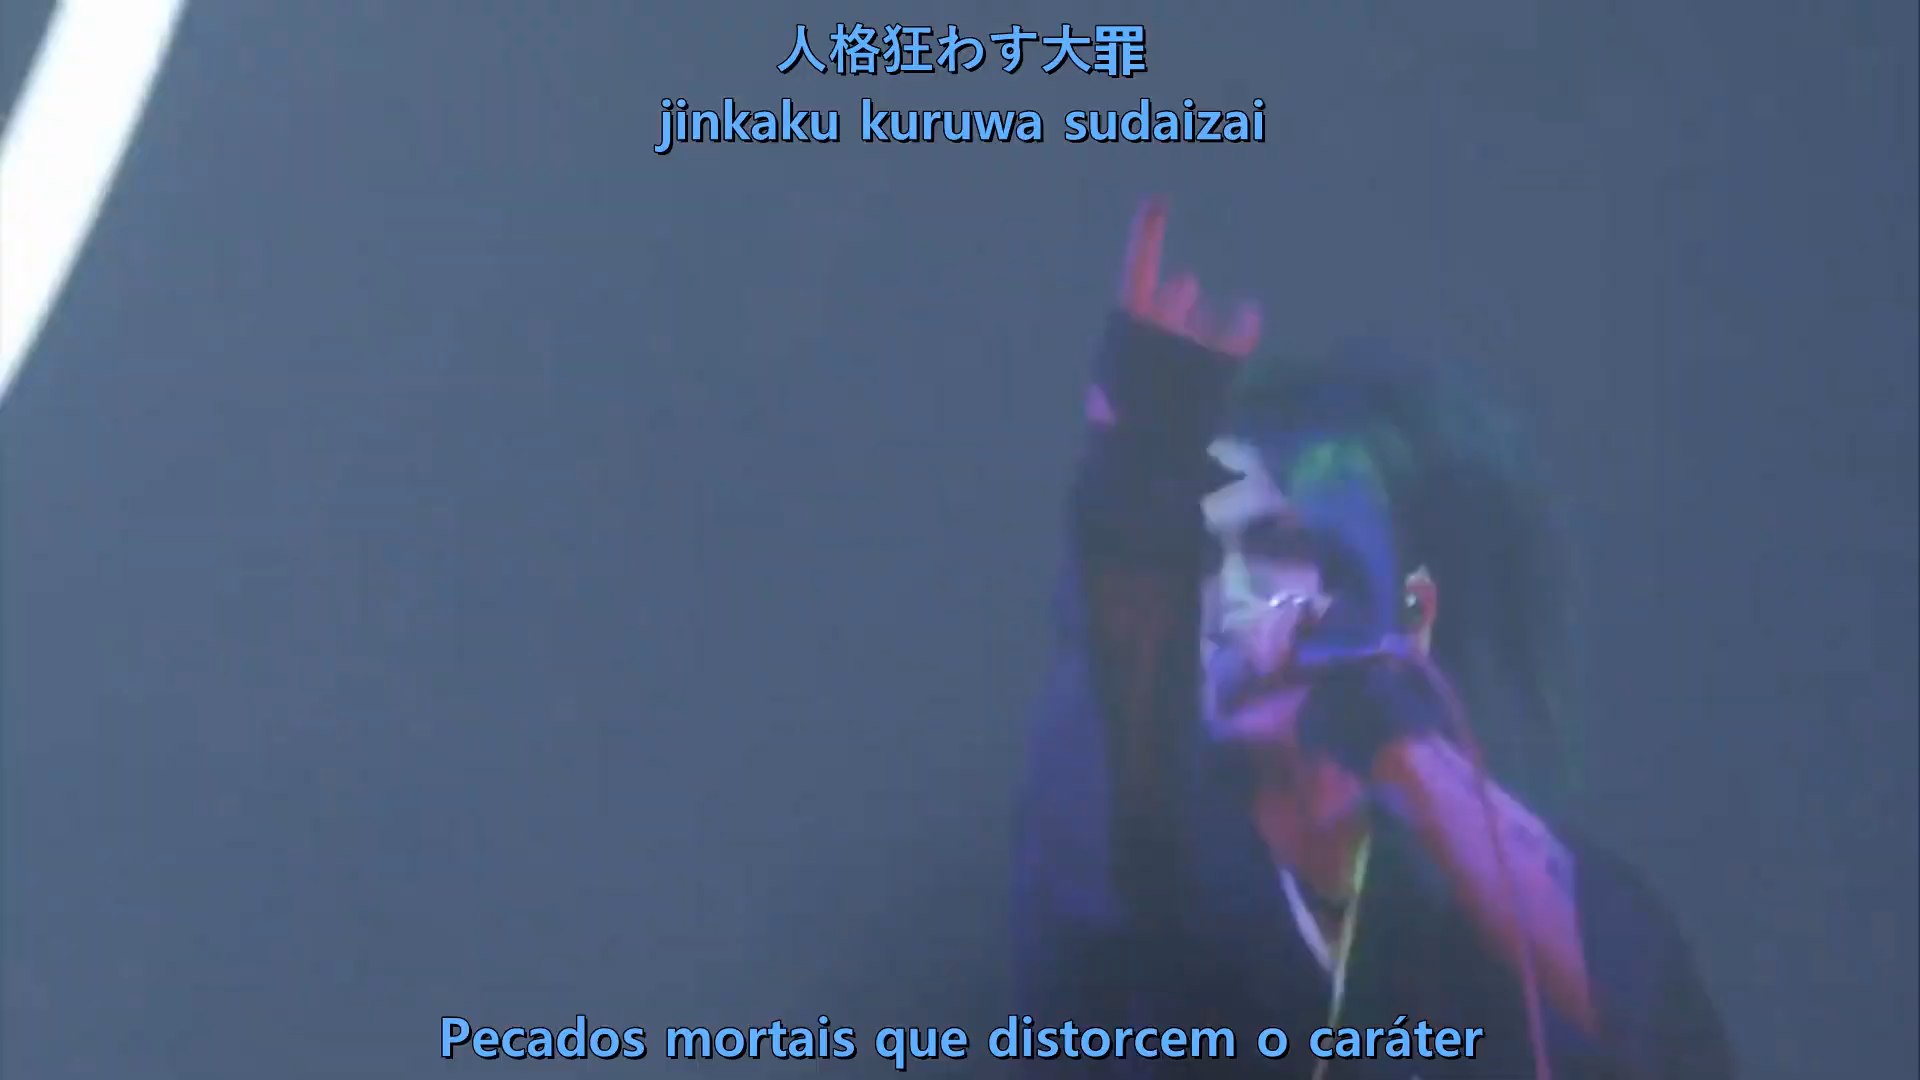 人格狂わす大罪
jinkaku kuruwa sudaizai
Pecados mortais que distorcem o caráter